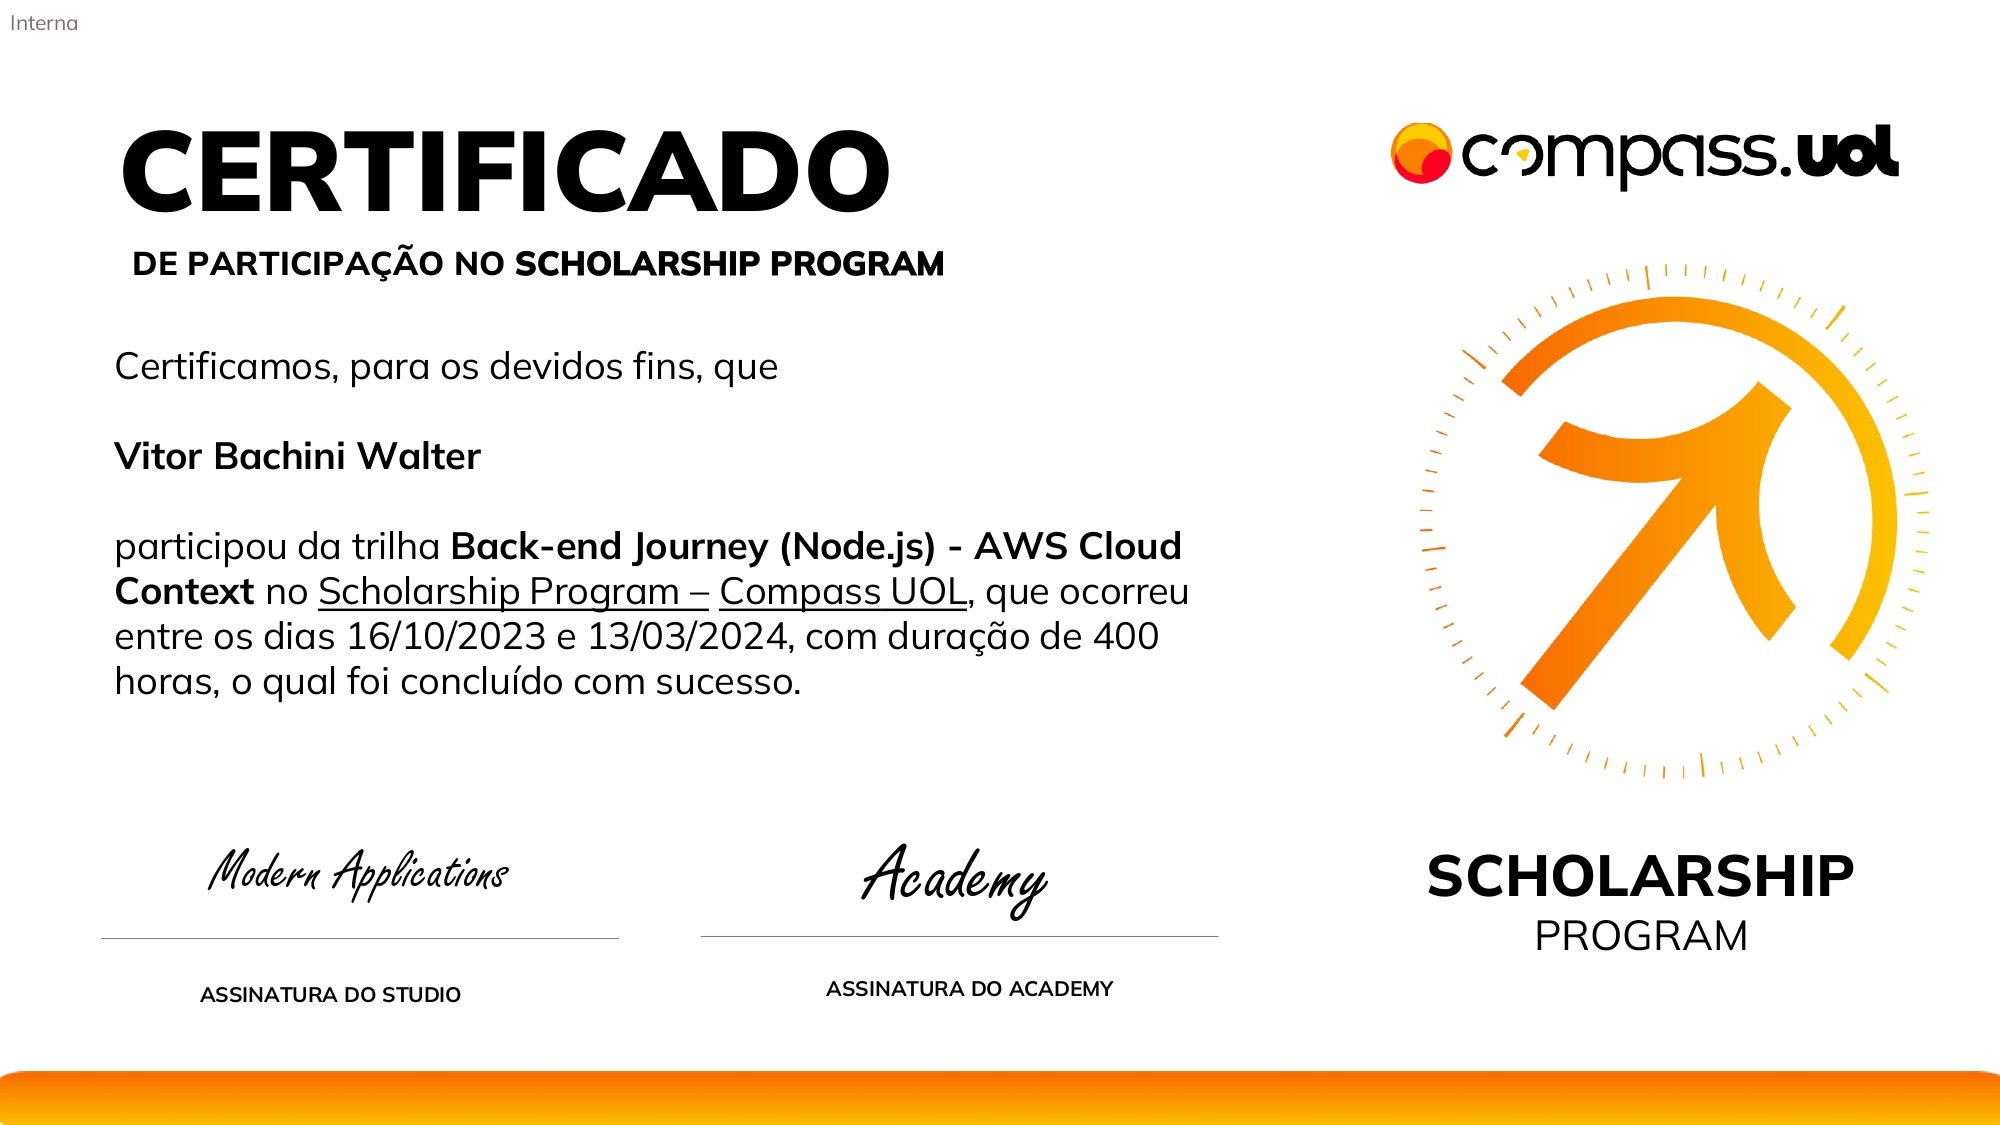 Interna
CERTIFICADO
DE PARTICIPAÇÃO NO SCHOLARSHIP PROGRAM
compass.uol
Certificamos, para os devidos fins, que
Vitor Bachini Walter
participou da trilha Back-end Journey (Node.js) - AWS Cloud
Context no Scholarship Program – Compass UOL, que ocorreu
entre os dias 16/10/2023 e 13/03/2024, com duração de 400
horas, o qual foi concluído com sucesso.
Modern Applications
ASSINATURA DO STUDIO
Academy
ASSINATURA DO ACADEMY
SCHOLARSHIP
PROGRAM